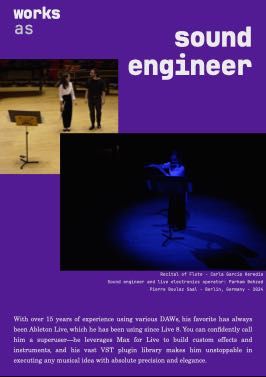 works
as
sound
engineer
Recital of Flute - Carla García Heredia
Sound engineer and live electronics operator: Parham Behzad
Pierre Boulez Saal - Berlin, Germany - 2024
With over 15 years of experience using various DAWs, his favorite has always
been Ableton Live, which he has been using since Live 8. You can confidently call
him a superuser—he leverages Max for Live to build custom effects and
instruments, and his vast VST plugin library makes him unstoppable in
executing any musical idea with absolute precision and elegance.